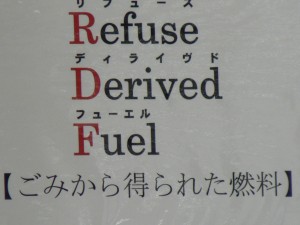 リフューズ
Refuse
ディライヴド
Derived
フューエル
Fuel
【ごみから得られた燃料】